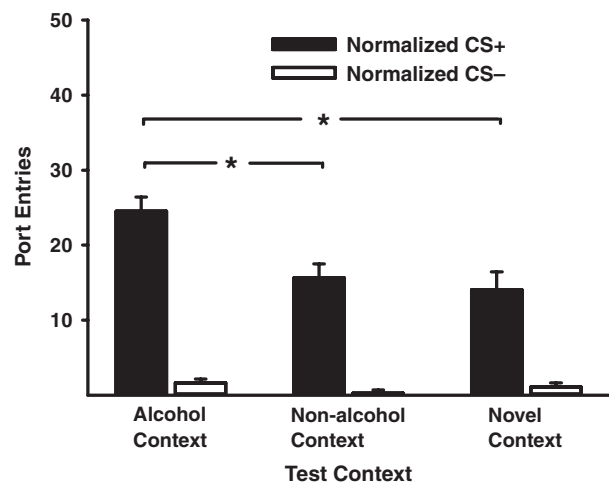 50
40
30
20
10
Port Entries
Normalized CS+
Normalized CS–
*
*
Alcohol Context
Non-alcohol Context
Novel Context
Test Context